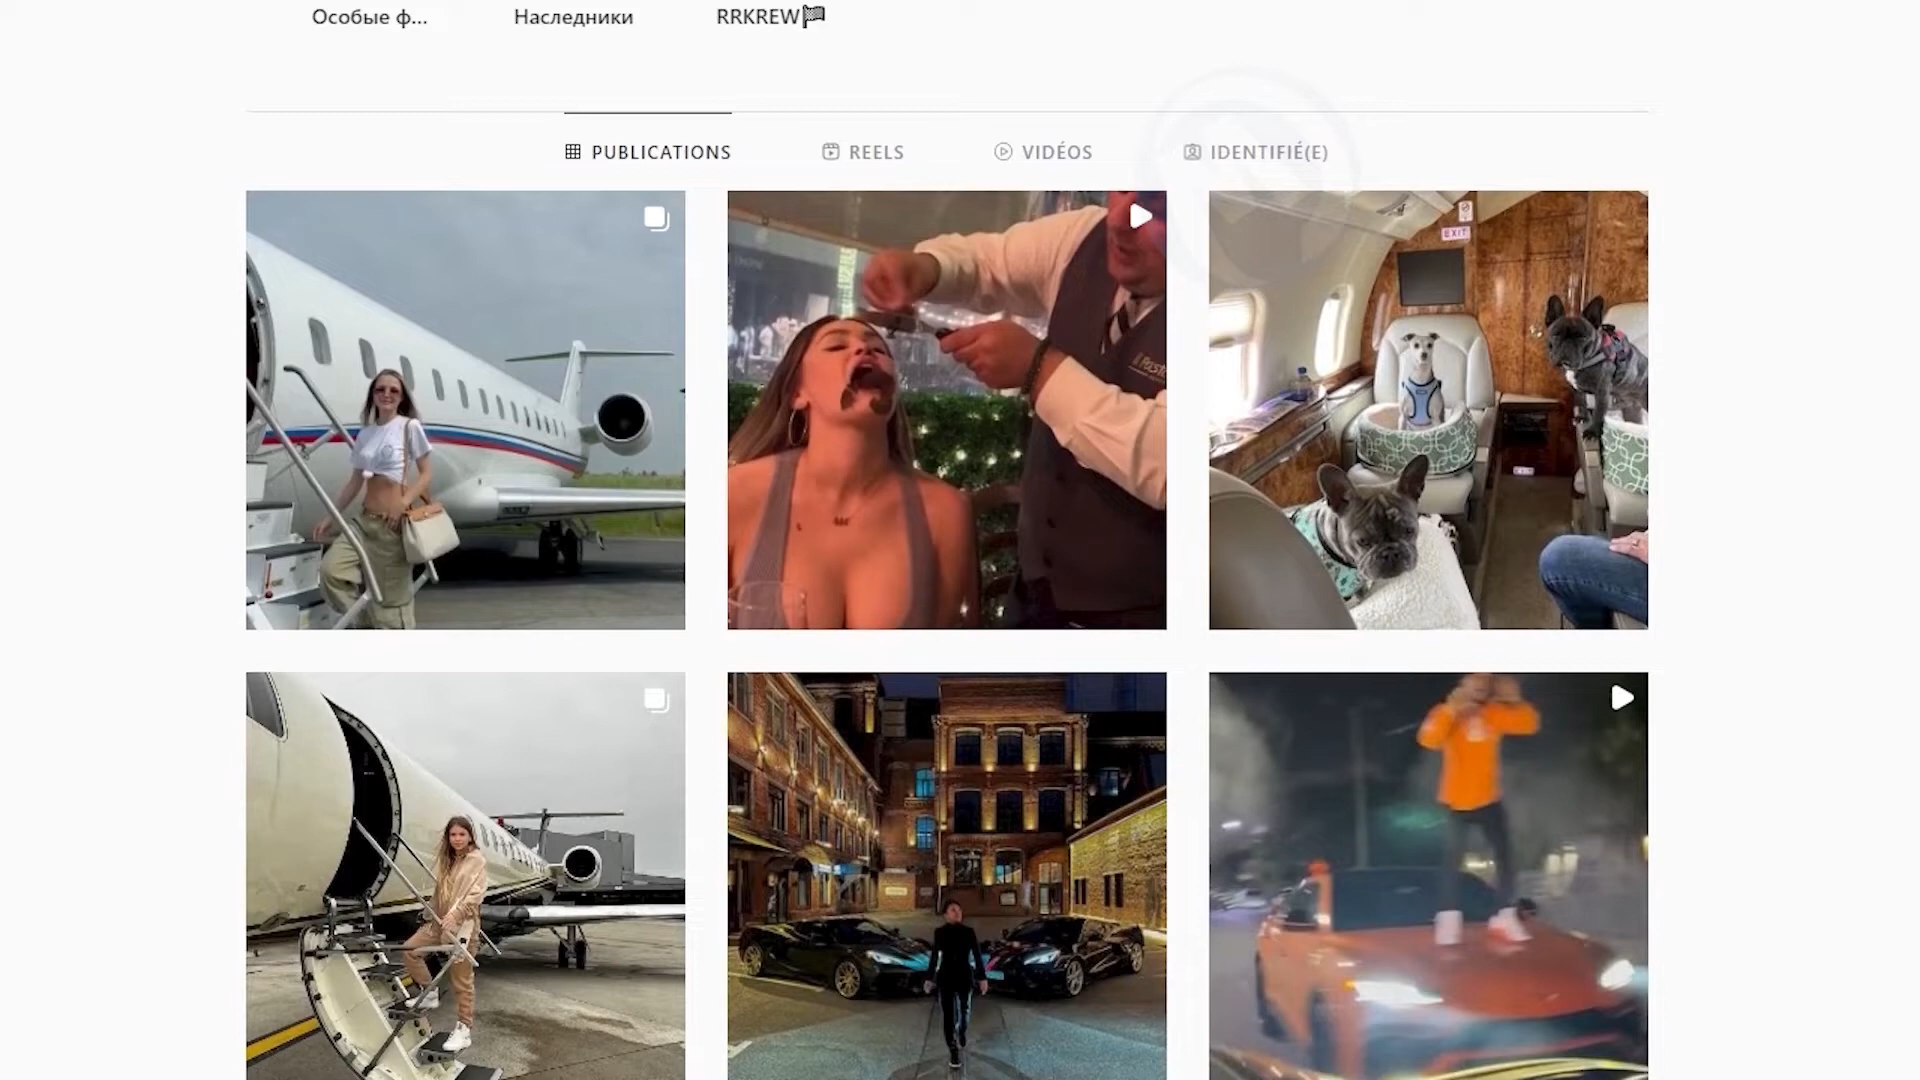 Особые ф...
Наследники
RRKREW🏁
PUBLICATIONS
REELS
VIDÉOS
IDENTIFIÉ(E)
EXIT